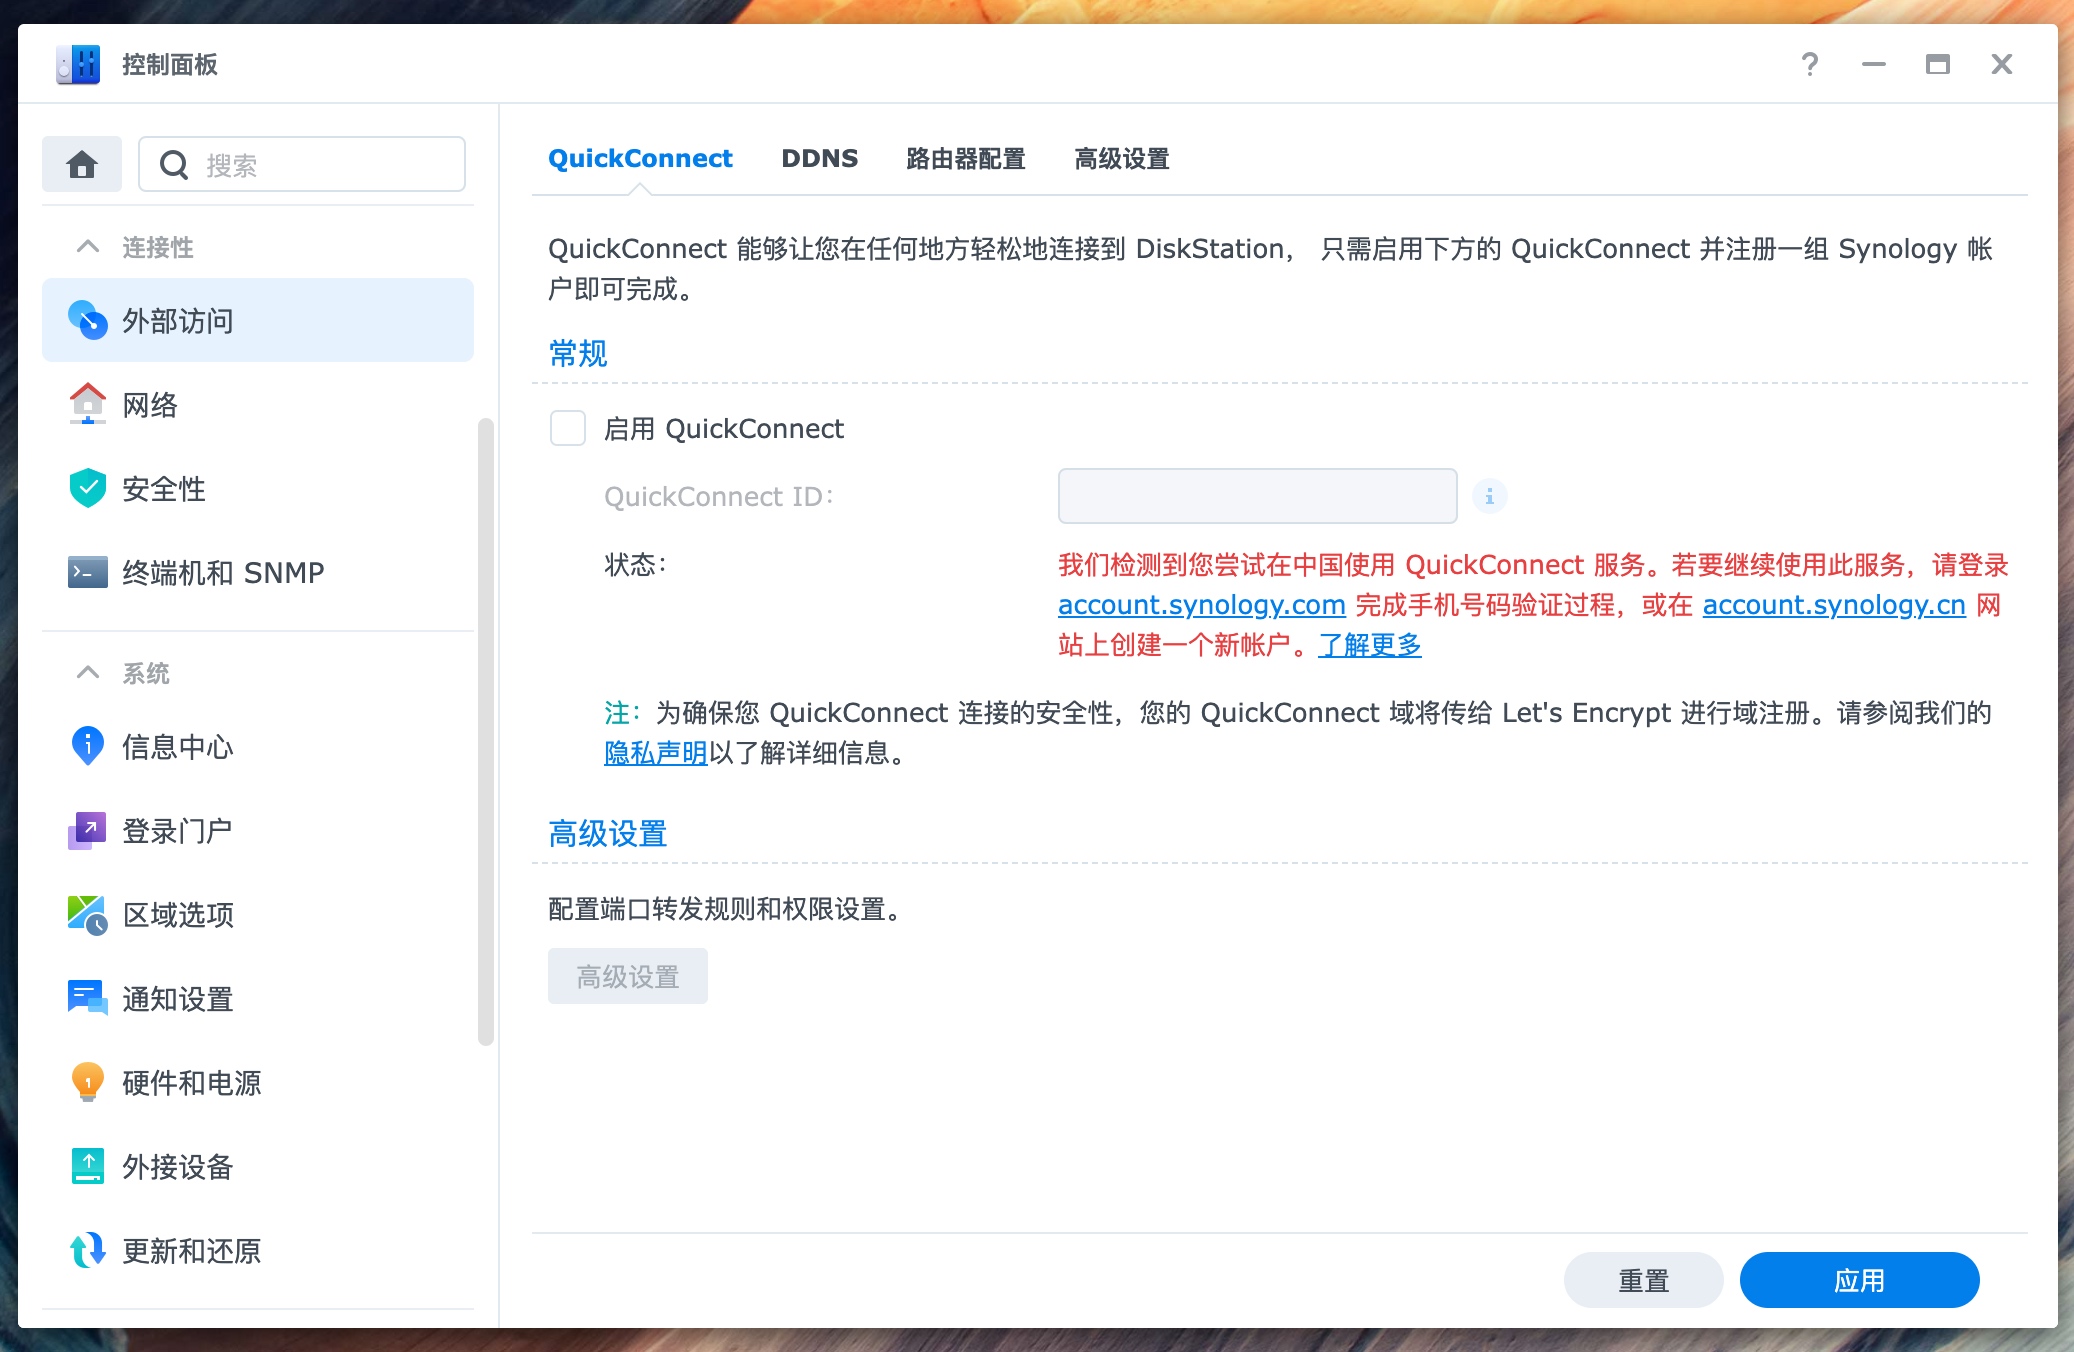 控制面板
搜索
连接性
外部访问
网络
安全性
终端机和 SNMP
系统
信息中心
登录门户
区域选项
通知设置
硬件和电源
外接设备
更新和还原
QuickConnect DDNS 路由器配置 高级设置
QuickConnect 能够让您在任何地方轻松地连接到 DiskStation， 只需启用下方的 QuickConnect 并注册一组 Synology 帐
户即可完成。
常规
启用 QuickConnect
QuickConnect ID：
状态：
我们检测到您尝试在中国使用 QuickConnect 服务。若要继续使用此服务，请登录
account.synology.com 完成手机号码验证过程，或在 account.synology.cn 网
站上创建一个新帐户。了解更多
注：为确保您 QuickConnect 连接的安全性，您的 QuickConnect 域将传给 Let's Encrypt 进行域注册。请参阅我们的
隐私声明以了解详细信息。
高级设置
配置端口转发规则和权限设置。
高级设置
重置 应用